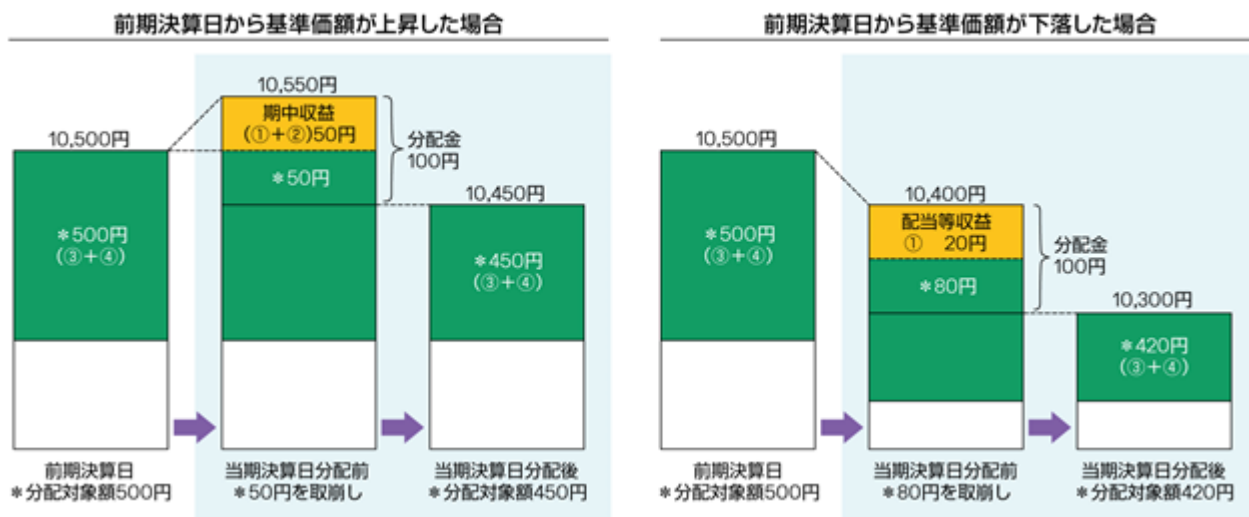 前期決算日から基準価額が上昇した場合
10,550円
期中収益
(①+②)50円
分配金
100円
10,500円
＊50円
10,450円
＊500円
(③+④)
＊450円
(③+④)
前期決算日
＊分配対象額500円
当期決算日分配前
＊50円を取崩し
当期決算日分配後
＊分配対象額450円
前期決算日から基準価額が下落した場合
10,500円
10,400円
配当等収益
① 20円
分配金
100円
＊500円
(③+④)
＊80円
10,300円
＊420円
(③+④)
前期決算日
＊分配対象額500円
当期決算日分配前
＊80円を取崩し
当期決算日分配後
＊分配対象額420円